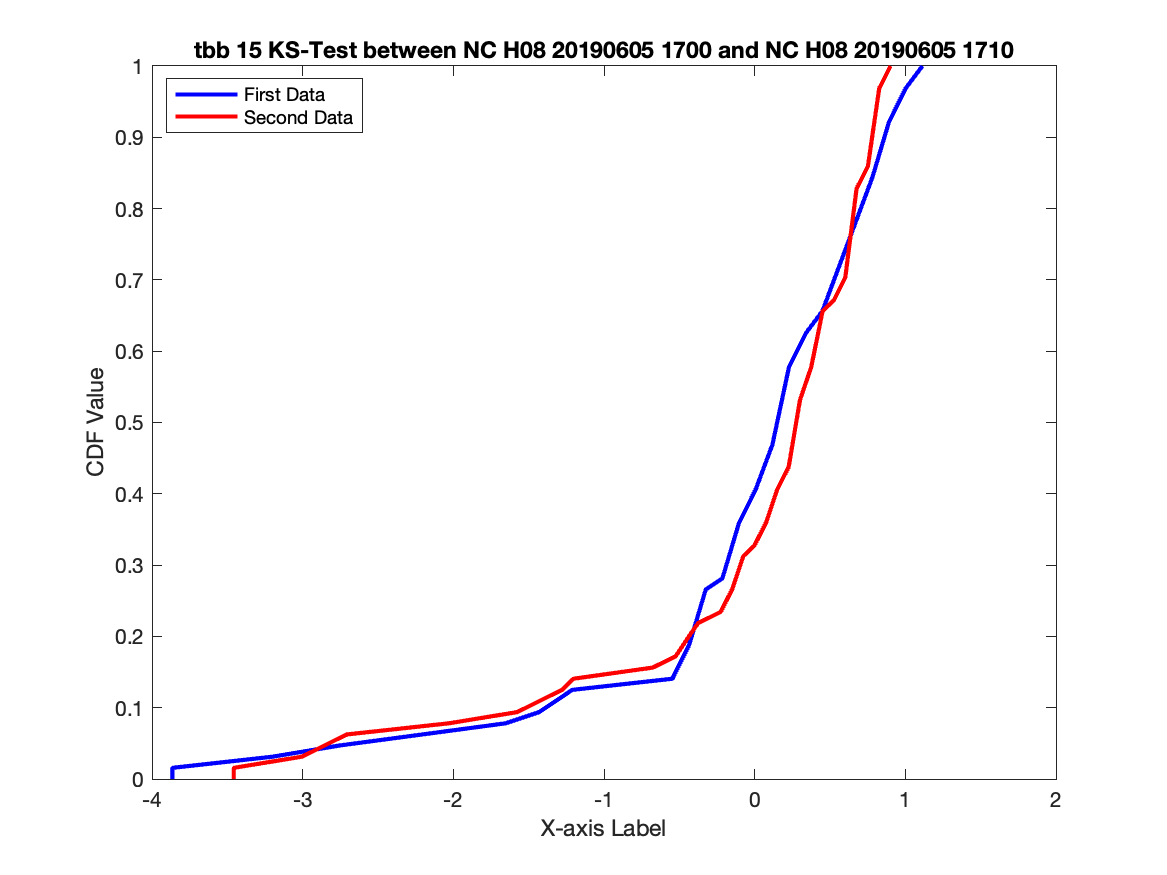 tbb 15 KS-Test between NC H08 20190605 1700 and NC H08 20190605 1710
First Data
Second Data
1
0.9
0.8
0.7
0.6
0.5
0.4
0.3
0.2
0.1
0
CDF Value
-4 -3 -2 -1 0 1 2
X-axis Label